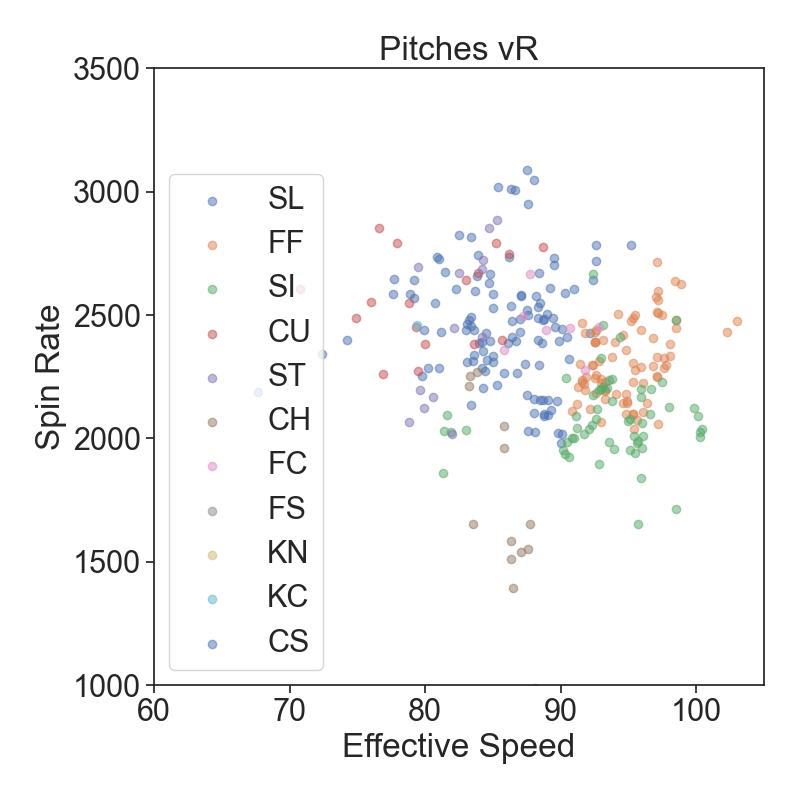 Pitches vR
3500
3000
2500
2000
1500
1000
Spin Rate
SL
FF
SI
CU
ST
CH
FC
FS
KN
KC
CS
60 70 80 90 100
Effective Speed